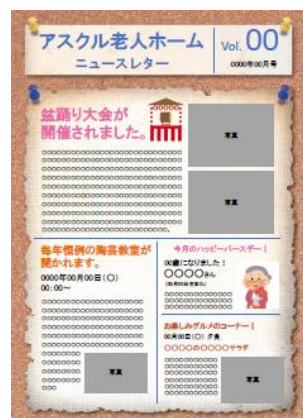 アスクル老人ホーム
ニュースレター
Vol. 00
0000年00月号
盆踊り大会が
開催されました。
写真
写真
毎年恒例の陶芸教室が
開かれます。
0000年00月00日(〇)
00:00〜
写真
今月のハッピーバースデー！
00歳になりました！
〇〇〇〇さん
お楽しみグルメのコーナー！
00月00日(〇) 夕食
〇〇〇〇の〇〇〇〇サラダ
写真